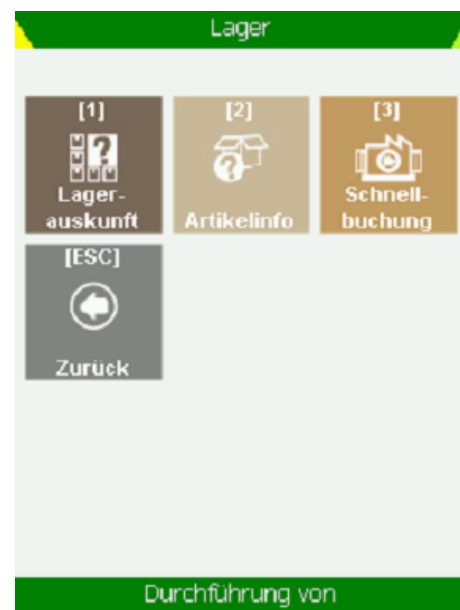 Lager
[1]
Lager-
auskunft
[2]
Artikelinfo
[3]
Schnell-
buchung
[ESC]
Zurück
Durchführung von